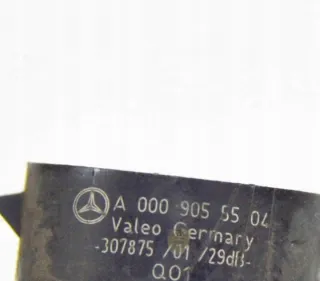 A 000 905 55 04
Valeo Germany
-307875 /01 /29dB-
Q01